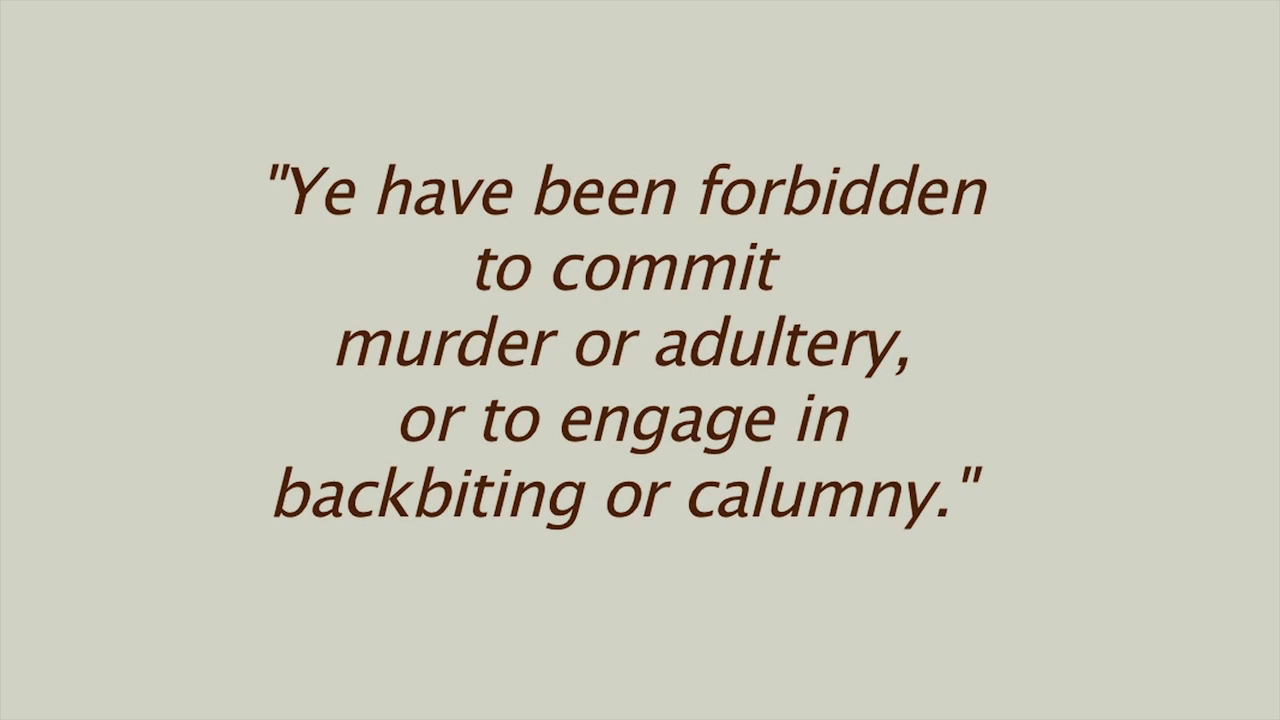 "Ye have been forbidden
to commit
murder or adultery,
or to engage in
backbiting or calumny."